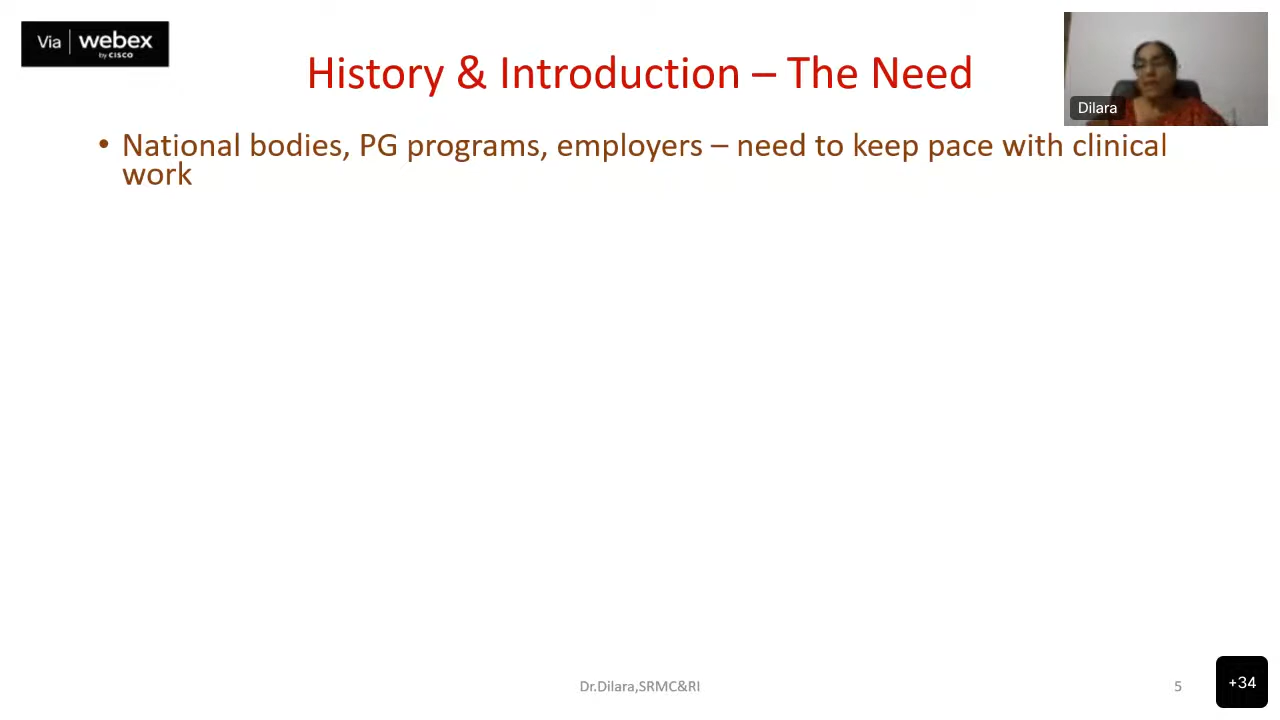 Via webex
by CISCO
History & Introduction – The Need
Dilara
• National bodies, PG programs, employers – need to keep pace with clinical
work
Dr.Dilara,SRMC&RI
5
+34